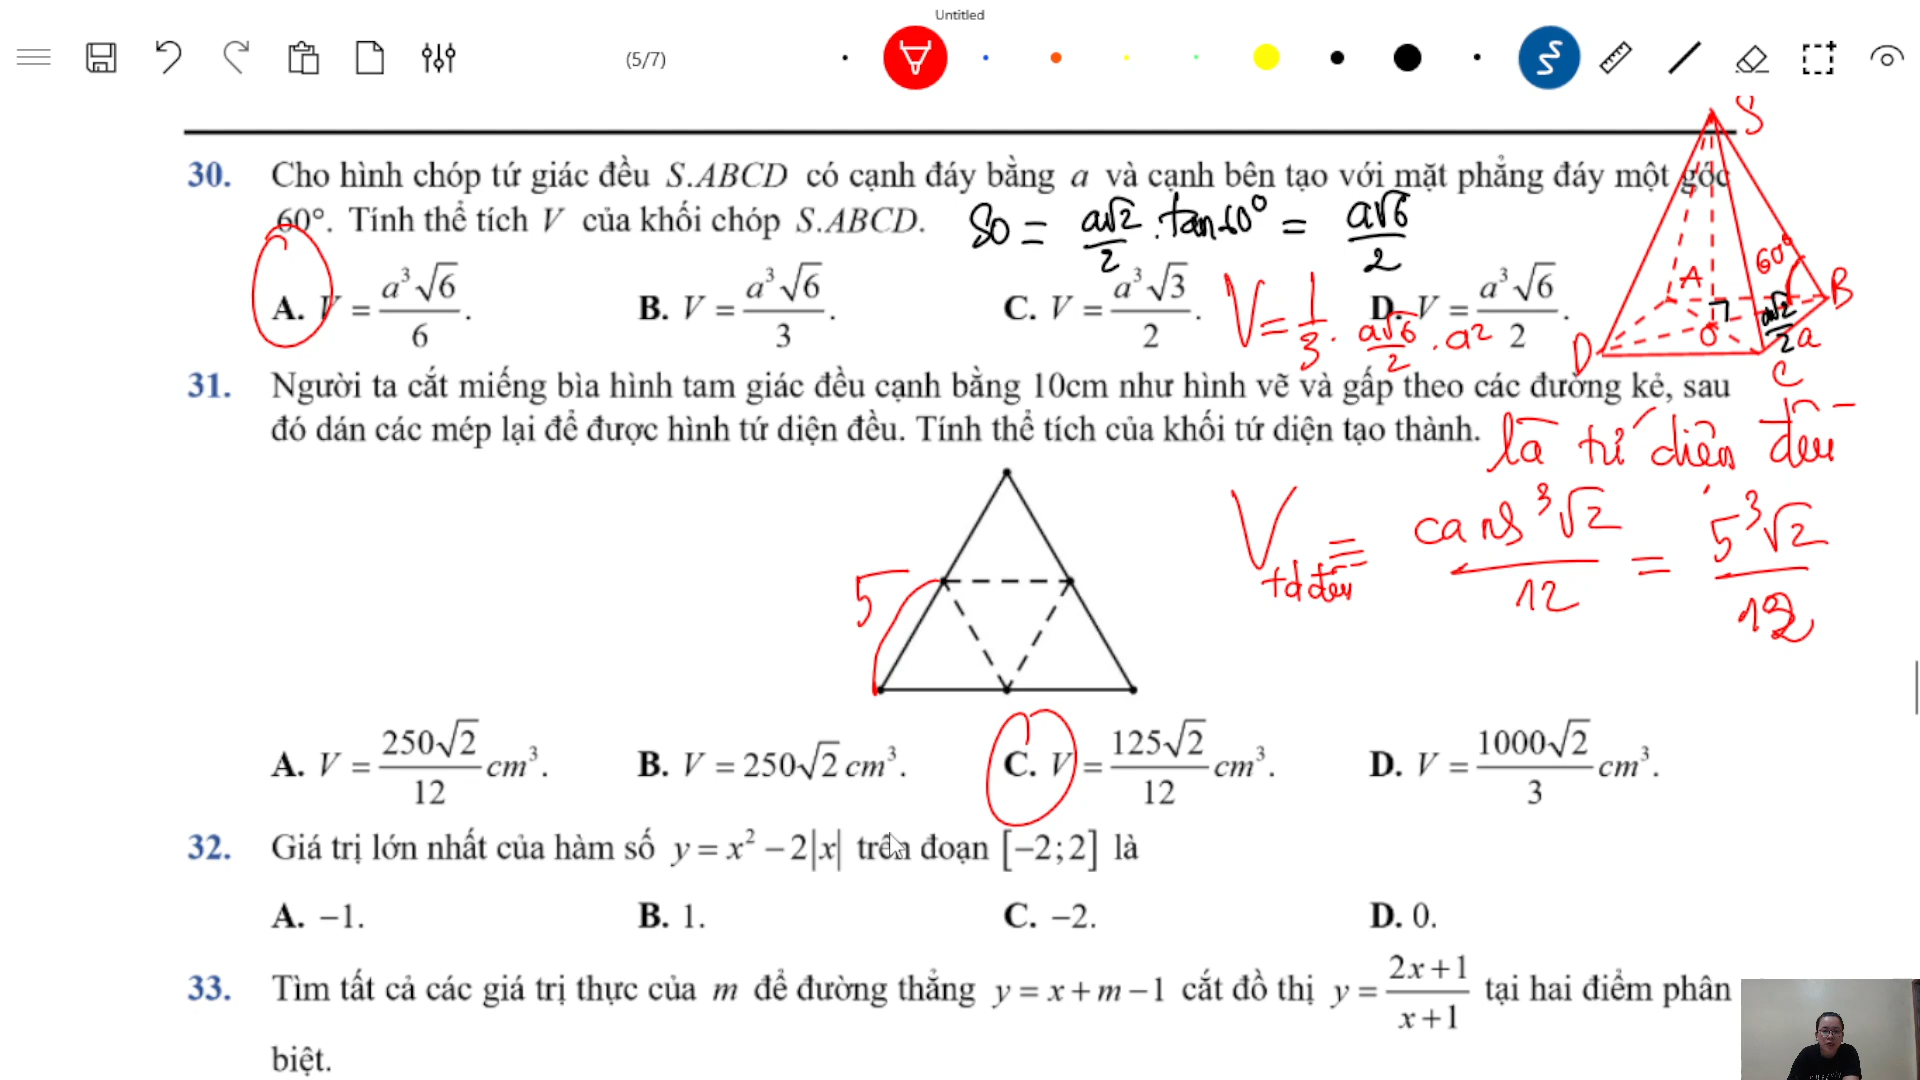 Untitled
(5/7)
S
30. Cho hình chóp tứ giác đều S.ABCD có cạnh đáy bằng a và cạnh bên tạo với mặt phẳng đáy một góc
60°. Tính thể tích V của khối chóp S.ABCD.
SO = a√2/2 . tan60° = a√6/2
A. V = a³√6/6.
B. V = a³√6/3.
C. V = a³√3/2.
D. V = a³√6/2.
V = 1/3 . a√6/2 . a²
A
60°
B
D
O
a√2/2
a
C
31. Người ta cắt miếng bìa hình tam giác đều cạnh bằng 10cm như hình vẽ và gấp theo các đường kẻ, sau
đó dán các mép lại để được hình tứ diện đều. Tính thể tích của khối tứ diện tạo thành.
là tứ diện đều
V tđ đều = cạnh³√2/12 = 5³√2/12
5
A. V = 250√2/12 cm³.
B. V = 250√2 cm³.
C. V = 125√2/12 cm³.
D. V = 1000√2/3 cm³.
32. Giá trị lớn nhất của hàm số y = x² − 2|x| trên đoạn [−2;2] là
A. −1.
B. 1.
C. −2.
D. 0.
33. Tìm tất cả các giá trị thực của m để đường thẳng y = x + m − 1 cắt đồ thị y = (2x+1)/(x+1) tại hai điểm phân
biệt.